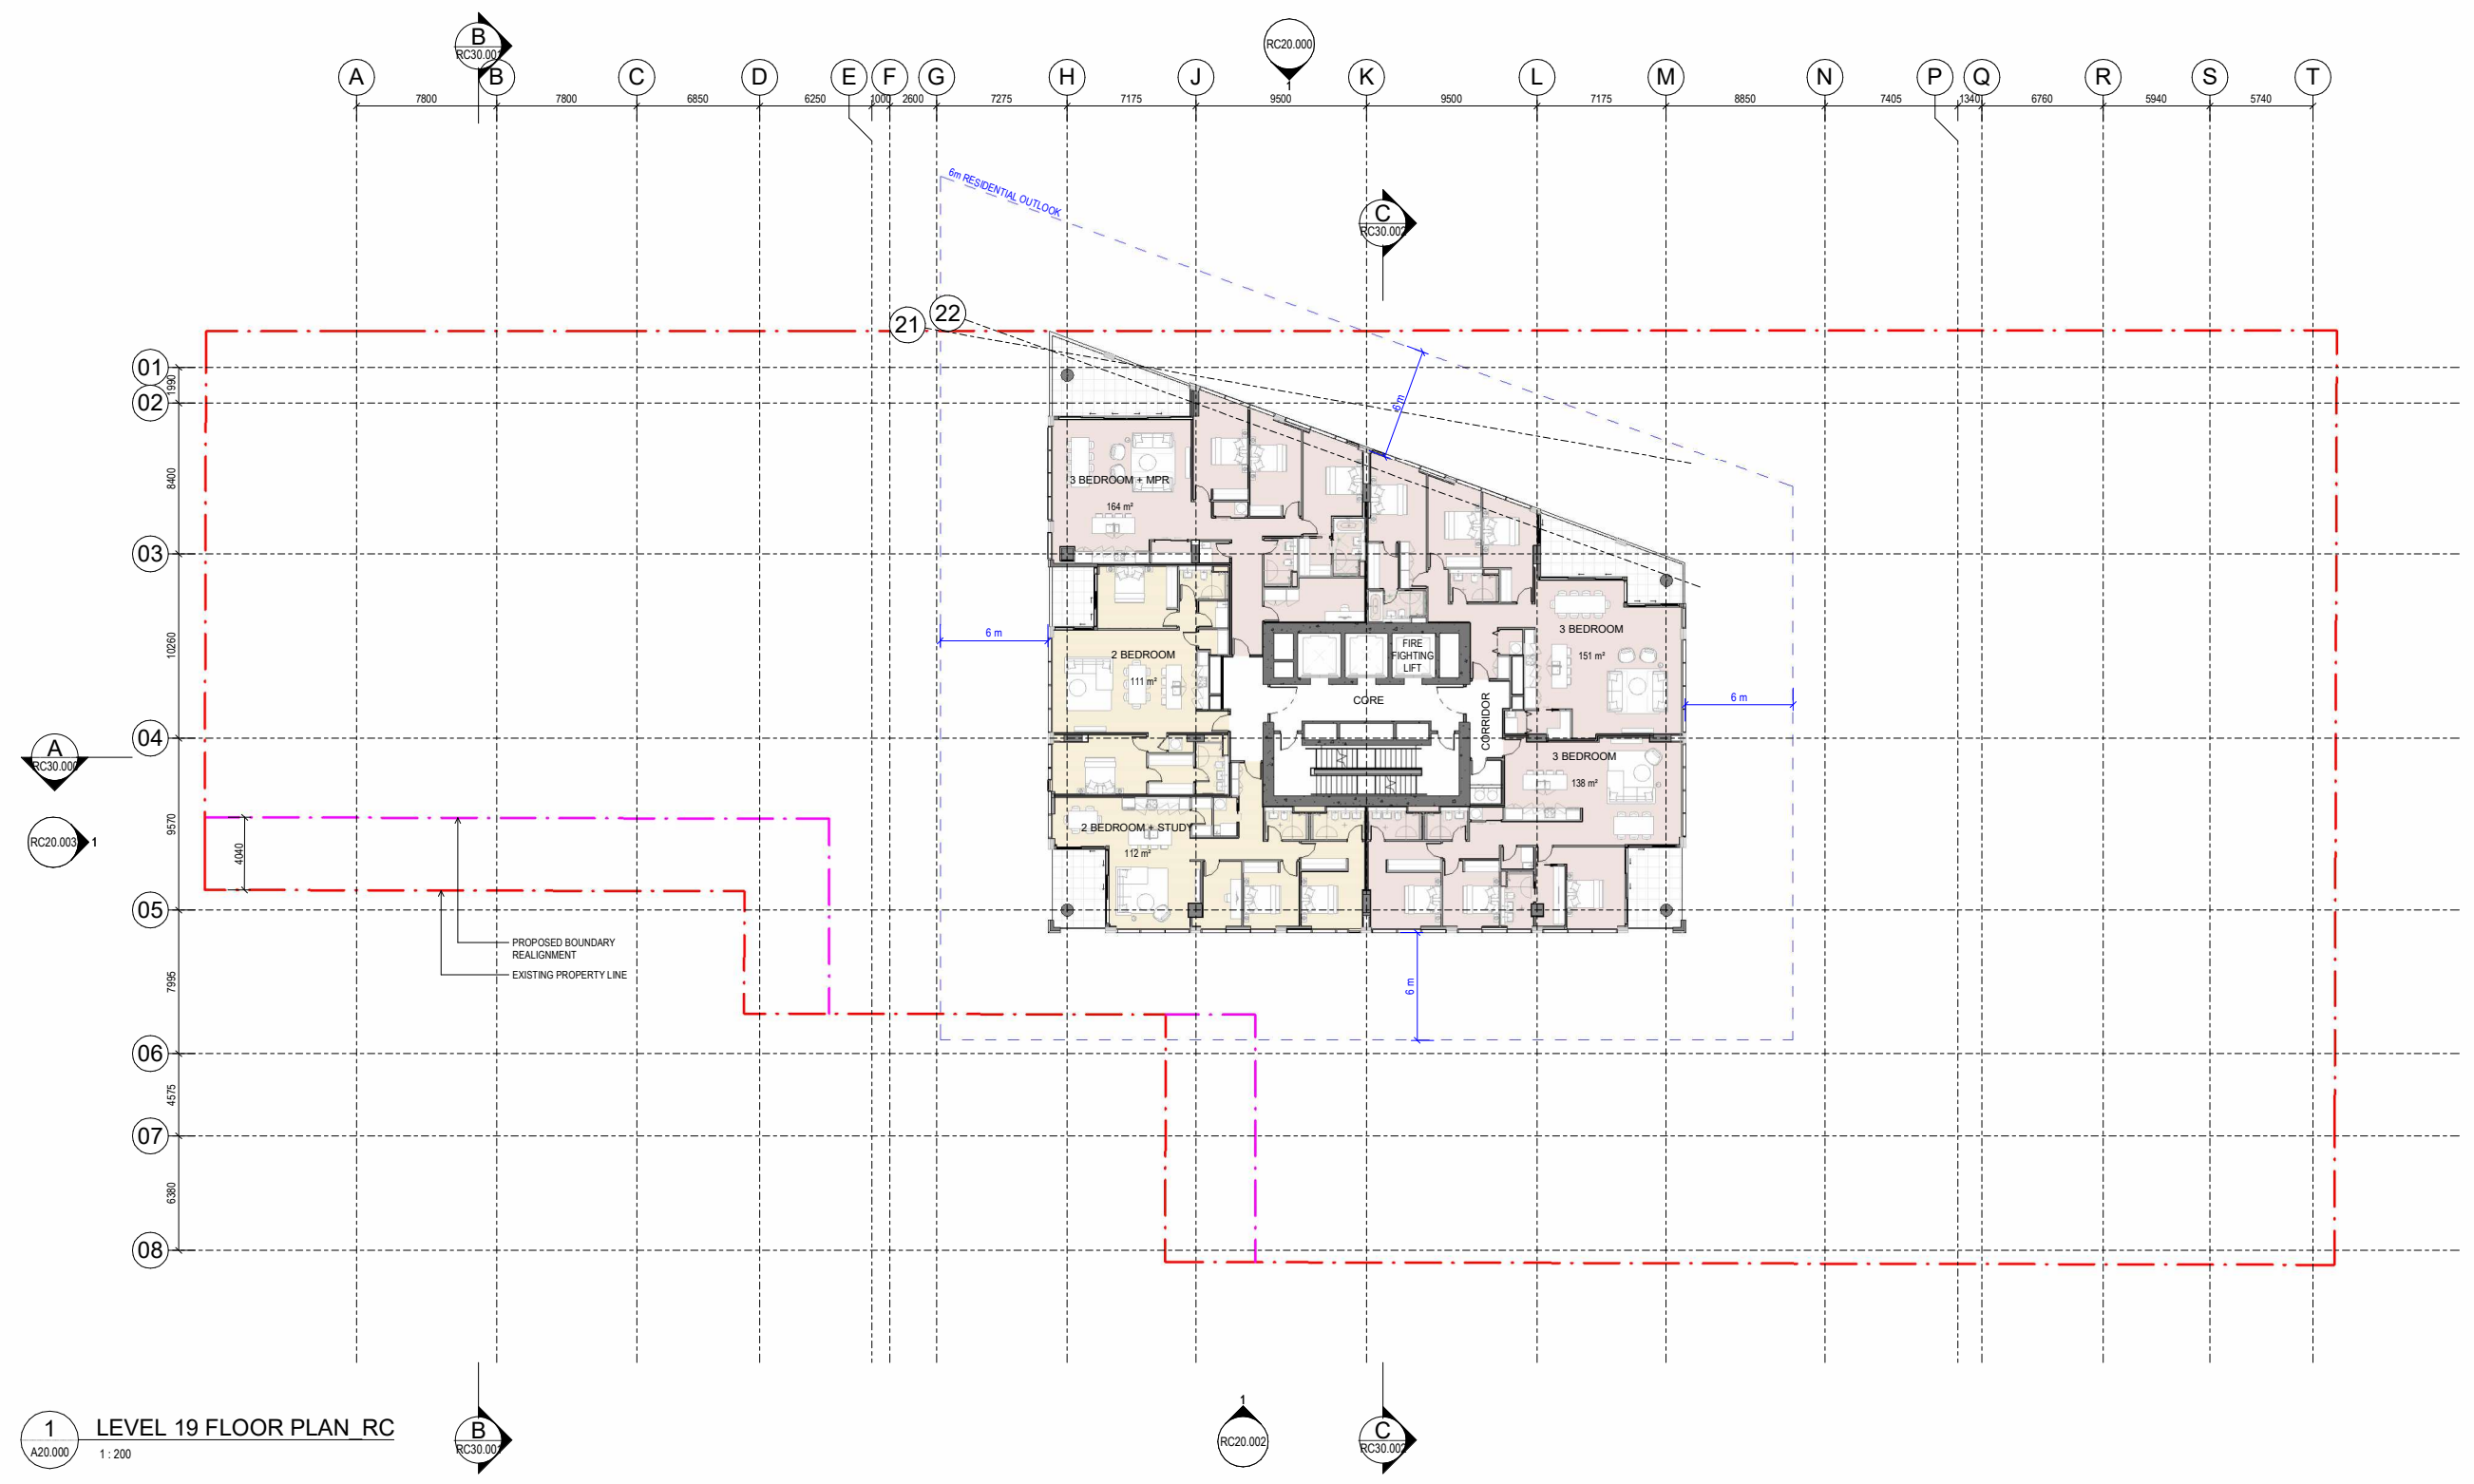 B
RC30.001
RC20.000
1
A
B
C
D
E
F
G
H
J
K
L
M
N
P
Q
R
S
T
7800
7800
6850
6250
1000
2600
7275
7175
9500
9500
7175
8850
7405
1340
6760
5940
5740
6m RESIDENTIAL OUTLOOK
C
RC30.002
21
22
01
1990
02
8400
03
10260
04
9570
05
7995
06
4575
07
6380
08
6 m
3 BEDROOM + MPR
164 m²
6 m
2 BEDROOM
111 m²
FIRE
FIGHTING
LIFT
3 BEDROOM
151 m²
6 m
CORE
CORRIDOR
A
RC30.000
3 BEDROOM
138 m²
RC20.003
1
4040
2 BEDROOM + STUDY
112 m²
PROPOSED BOUNDARY
REALIGNMENT
EXISTING PROPERTY LINE
6 m
1
A20.000
LEVEL 19 FLOOR PLAN_RC
1 : 200
B
RC30.001
1
RC20.002
C
RC30.002